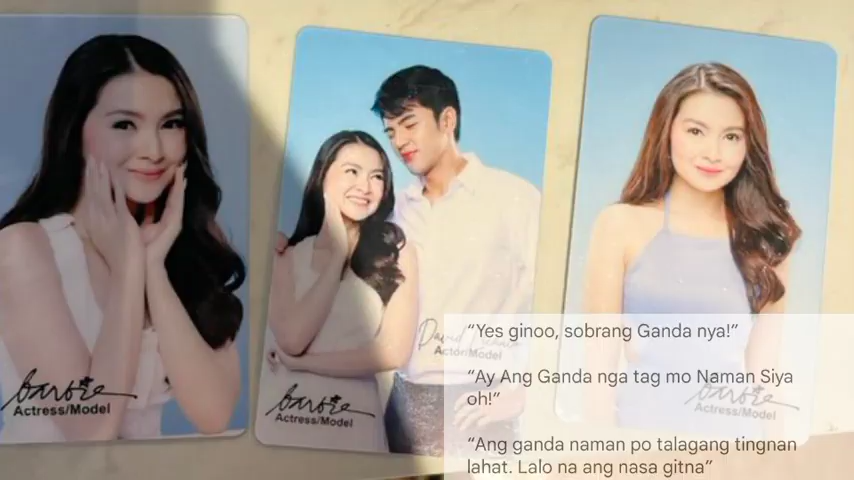 barbie
Actress/Model
David Licauco
Actor/Model
barbie
Actress/Model
barbie
Actress/Model
“Yes ginoo, sobrang Ganda nya!”
“Ay Ang Ganda nga tag mo Naman Siya
oh!”
“Ang ganda naman po talagang tingnan
lahat. Lalo na ang nasa gitna”